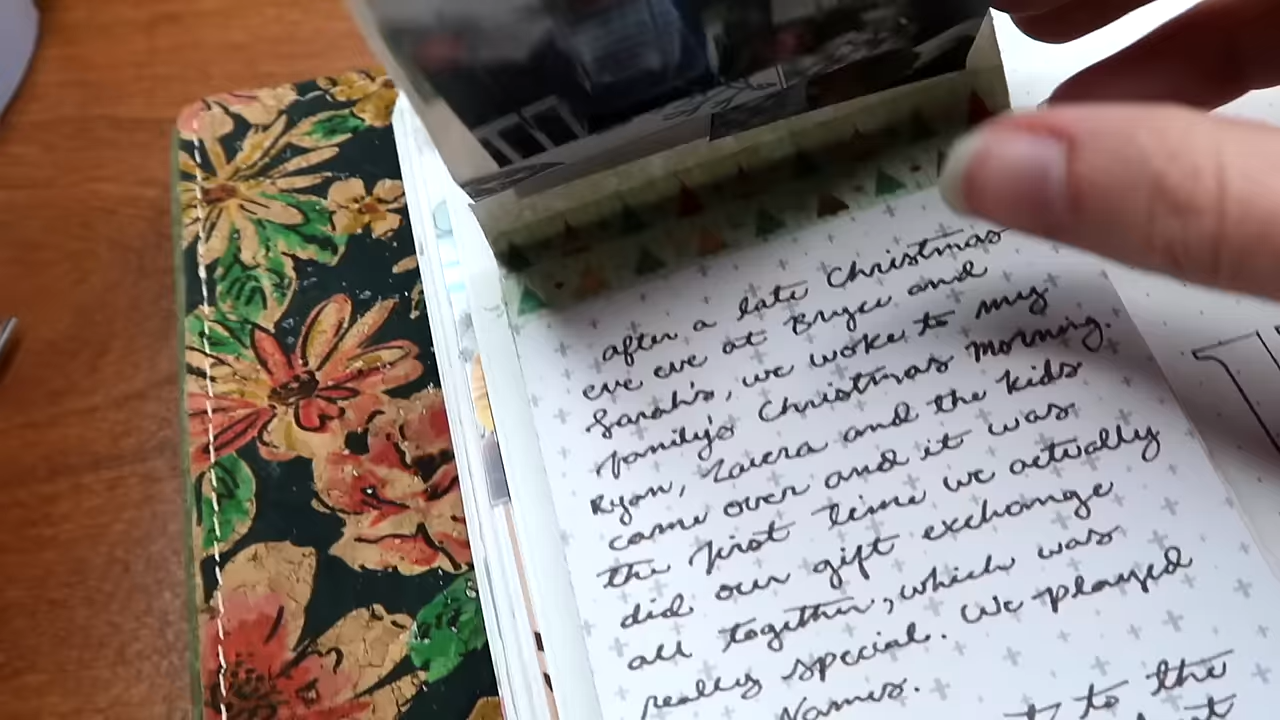 after a late Christmas
eve eve at Bryce and
Sarah's, we woke to my
family's Christmas morning.
Ryan, and the kids
came over and it was
the first time we actually
did our gift exchange
all together, which was
really special. We played
Names.
to the